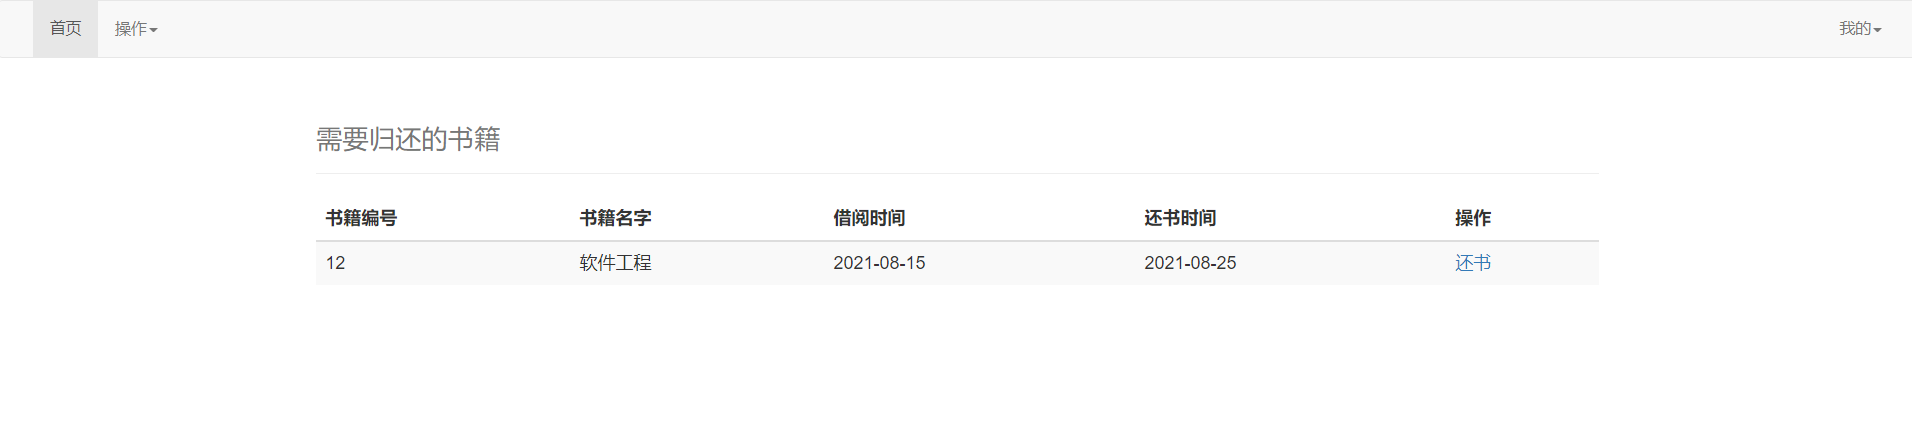 首页 操作 我的
需要归还的书籍
书籍编号 书籍名字 借阅时间 还书时间 操作
12 软件工程 2021-08-15 2021-08-25 还书